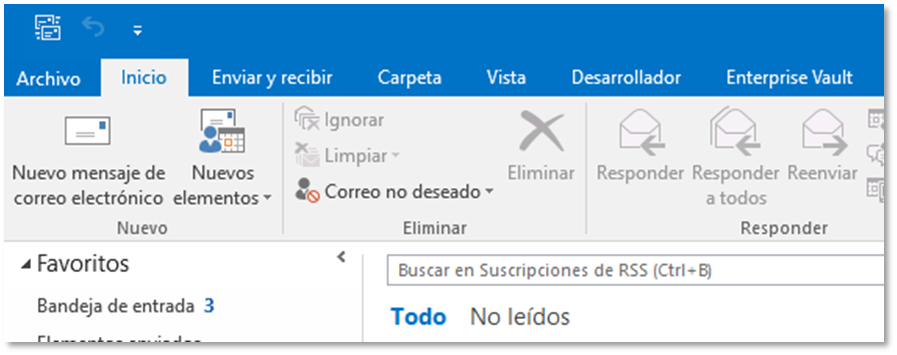 Archivo Inicio Enviar y recibir Carpeta Vista Desarrollador Enterprise Vault
Nuevo mensaje de
correo electrónico
Nuevos
elementos
Nuevo
Ignorar
Limpiar
Correo no deseado
Eliminar
Eliminar
Responder
Responder
a todos
Reenviar
Responder
Favoritos
Bandeja de entrada 3
Elementos enviados
Buscar en Suscripciones de RSS (Ctrl+B)
Todo No leídos